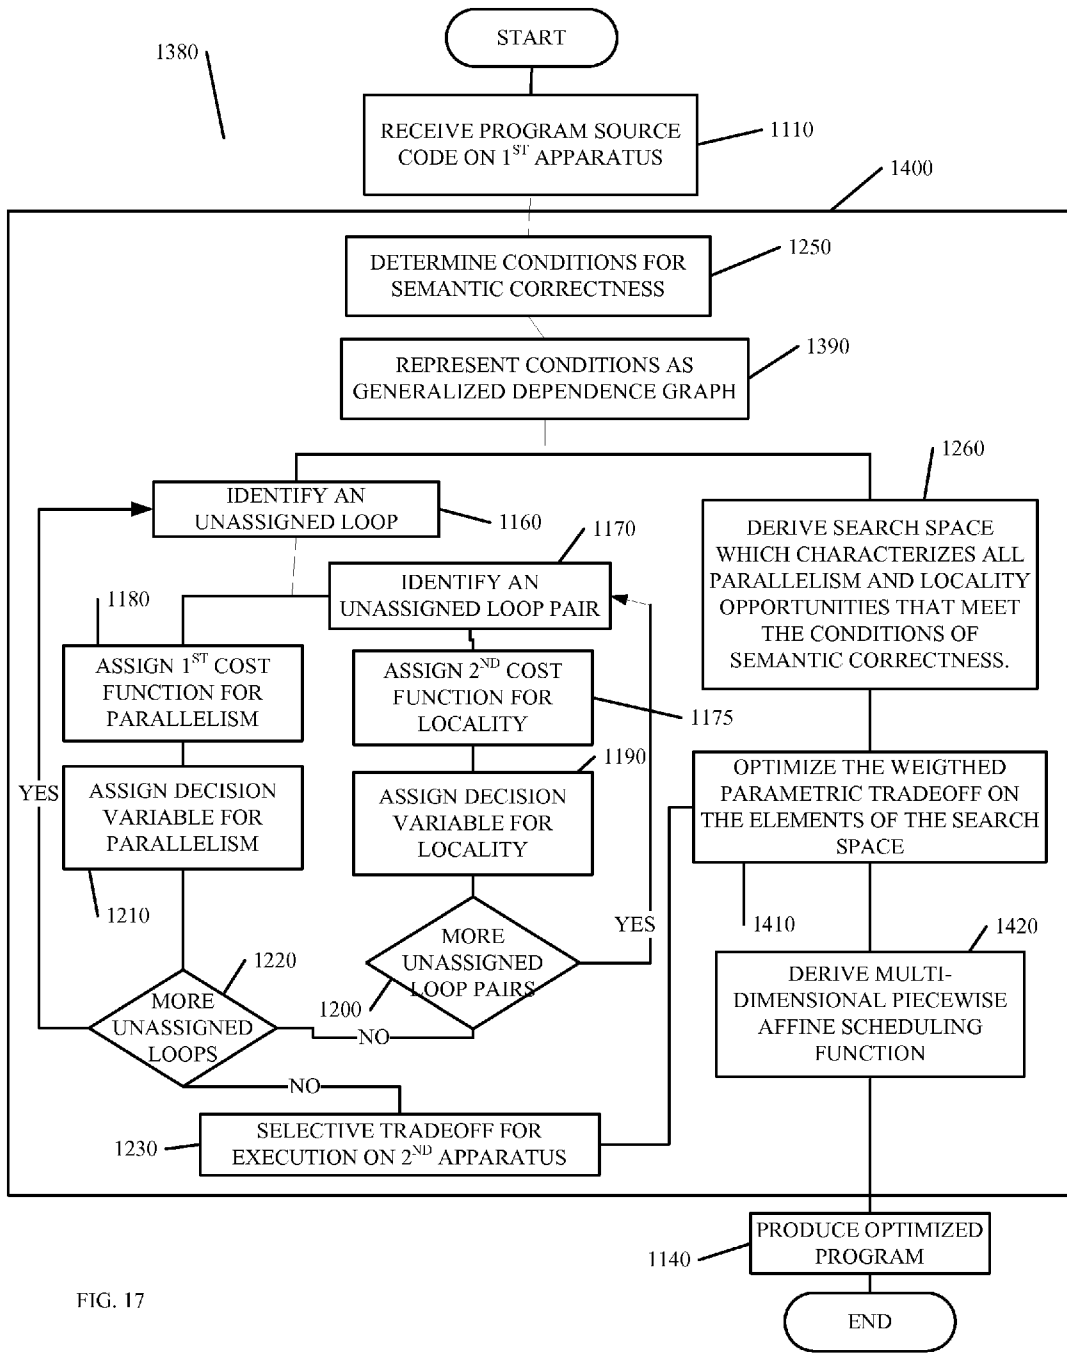 START
1380
RECEIVE PROGRAM SOURCE
CODE ON 1ST APPARATUS
1110
1400
DETERMINE CONDITIONS FOR
SEMANTIC CORRECTNESS
1250
REPRESENT CONDITIONS AS
GENERALIZED DEPENDENCE GRAPH
1390
IDENTIFY AN
UNASSIGNED LOOP
1160
1170
IDENTIFY AN
UNASSIGNED LOOP PAIR
1180
ASSIGN 1ST COST
FUNCTION FOR
PARALLELISM
ASSIGN 2ND COST
FUNCTION FOR
LOCALITY
1175
1190
YES
ASSIGN DECISION
VARIABLE FOR
PARALLELISM
ASSIGN DECISION
VARIABLE FOR
LOCALITY
1210
YES
1220
MORE
UNASSIGNED
LOOPS
1200
MORE
UNASSIGNED
LOOP PAIRS
NO
NO
1230
SELECTIVE TRADEOFF FOR
EXECUTION ON 2ND APPARATUS
1260
DERIVE SEARCH SPACE
WHICH CHARACTERIZES ALL
PARALLELISM AND LOCALITY
OPPORTUNITIES THAT MEET
THE CONDITIONS OF
SEMANTIC CORRECTNESS.
OPTIMIZE THE WEIGTHED
PARAMETRIC TRADEOFF ON
THE ELEMENTS OF THE SEARCH
SPACE
1410
1420
DERIVE MULTI-
DIMENSIONAL PIECEWISE
AFFINE SCHEDULING
FUNCTION
PRODUCE OPTIMIZED
PROGRAM
1140
END
FIG. 17